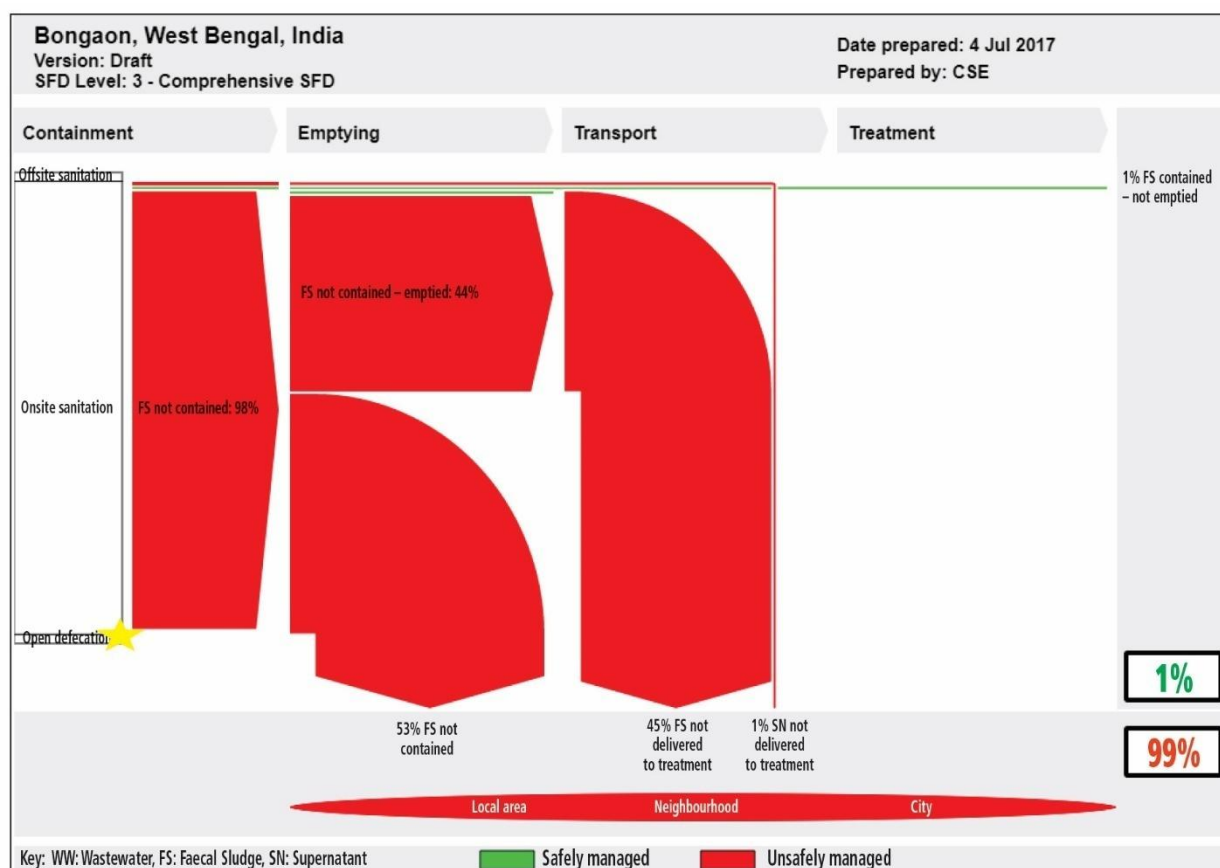 Bongaon, West Bengal, India
Version: Draft
SFD Level: 3 - Comprehensive SFD
Date prepared: 4 Jul 2017
Prepared by: CSE
Containment
Emptying
Transport
Treatment
Offsite sanitation
1% FS contained
– not emptied
FS not contained – emptied: 44%
Onsite sanitation
FS not contained: 98%
Open defecation
1%
53% FS not
contained
45% FS not
delivered
to treatment
1% SN not
delivered
to treatment
99%
Local area
Neighbourhood
City
Key: WW: Wastewater, FS: Faecal Sludge, SN: Supernatant
Safely managed
Unsafely managed